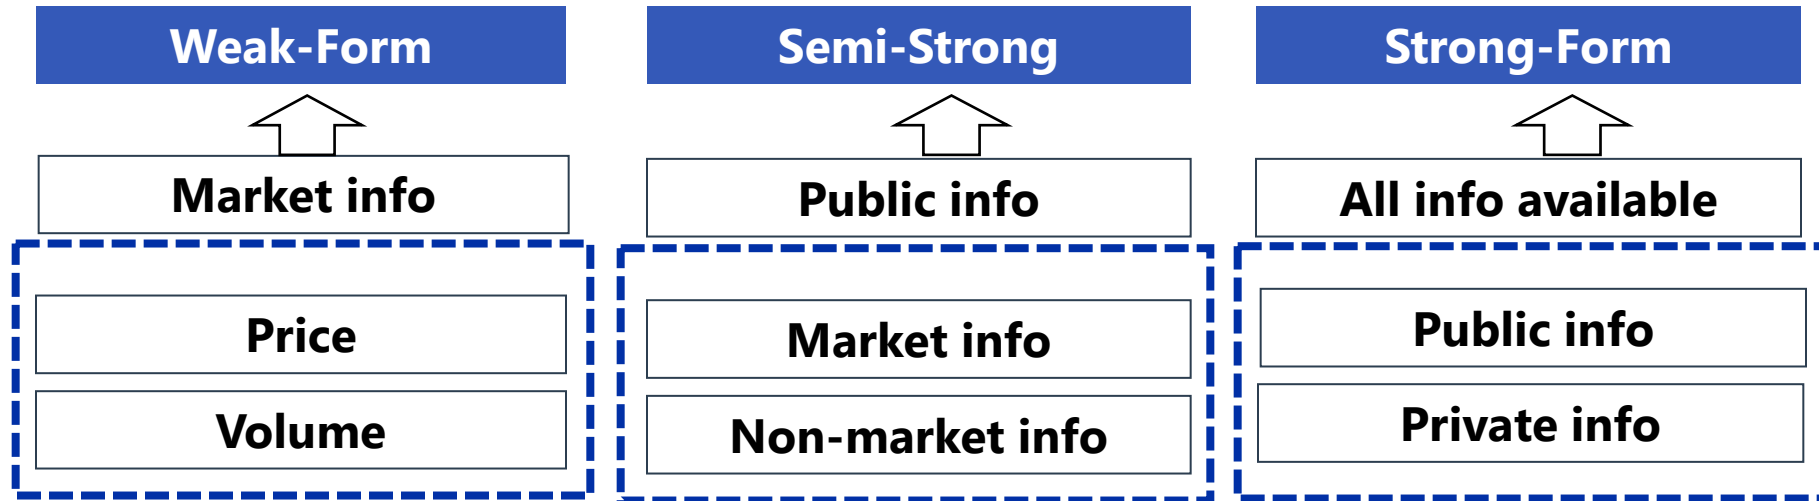 Weak-Form
Semi-Strong
Strong-Form
Market info
Public info
All info available
Price
Market info
Public info
Volume
Non-market info
Private info